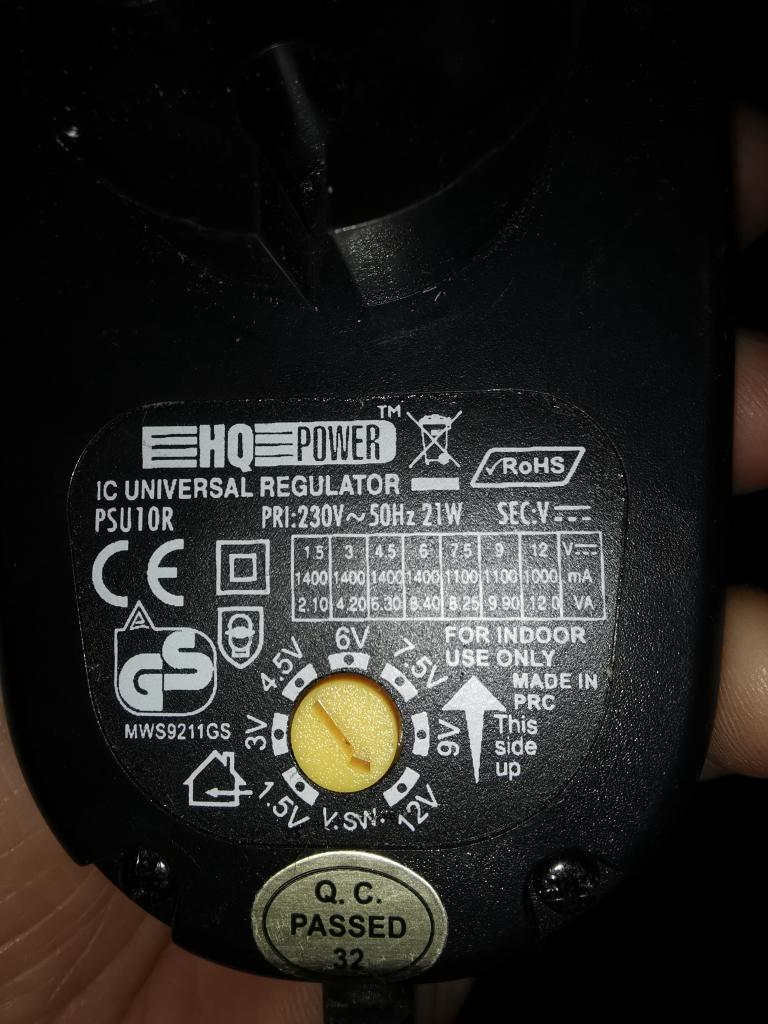 HQ POWER ™
✓RoHS
IC UNIVERSAL REGULATOR
PSU10R PRI:230V~50Hz 21W SEC:V⎓
CE
1.5 3 4.5 6 7.5 9 12 V⎓
1400 1400 1400 1400 1100 1100 1000 mA
2.10 4.20 6.30 8.40 8.25 9.90 12.0 VA
GS
MWS9211GS
FOR INDOOR
USE ONLY
MADE IN
PRC
This
side
up
1.5V
3V
4.5V
6V
7.5V
9V
12V
V.SW.
Q.C.
PASSED
32